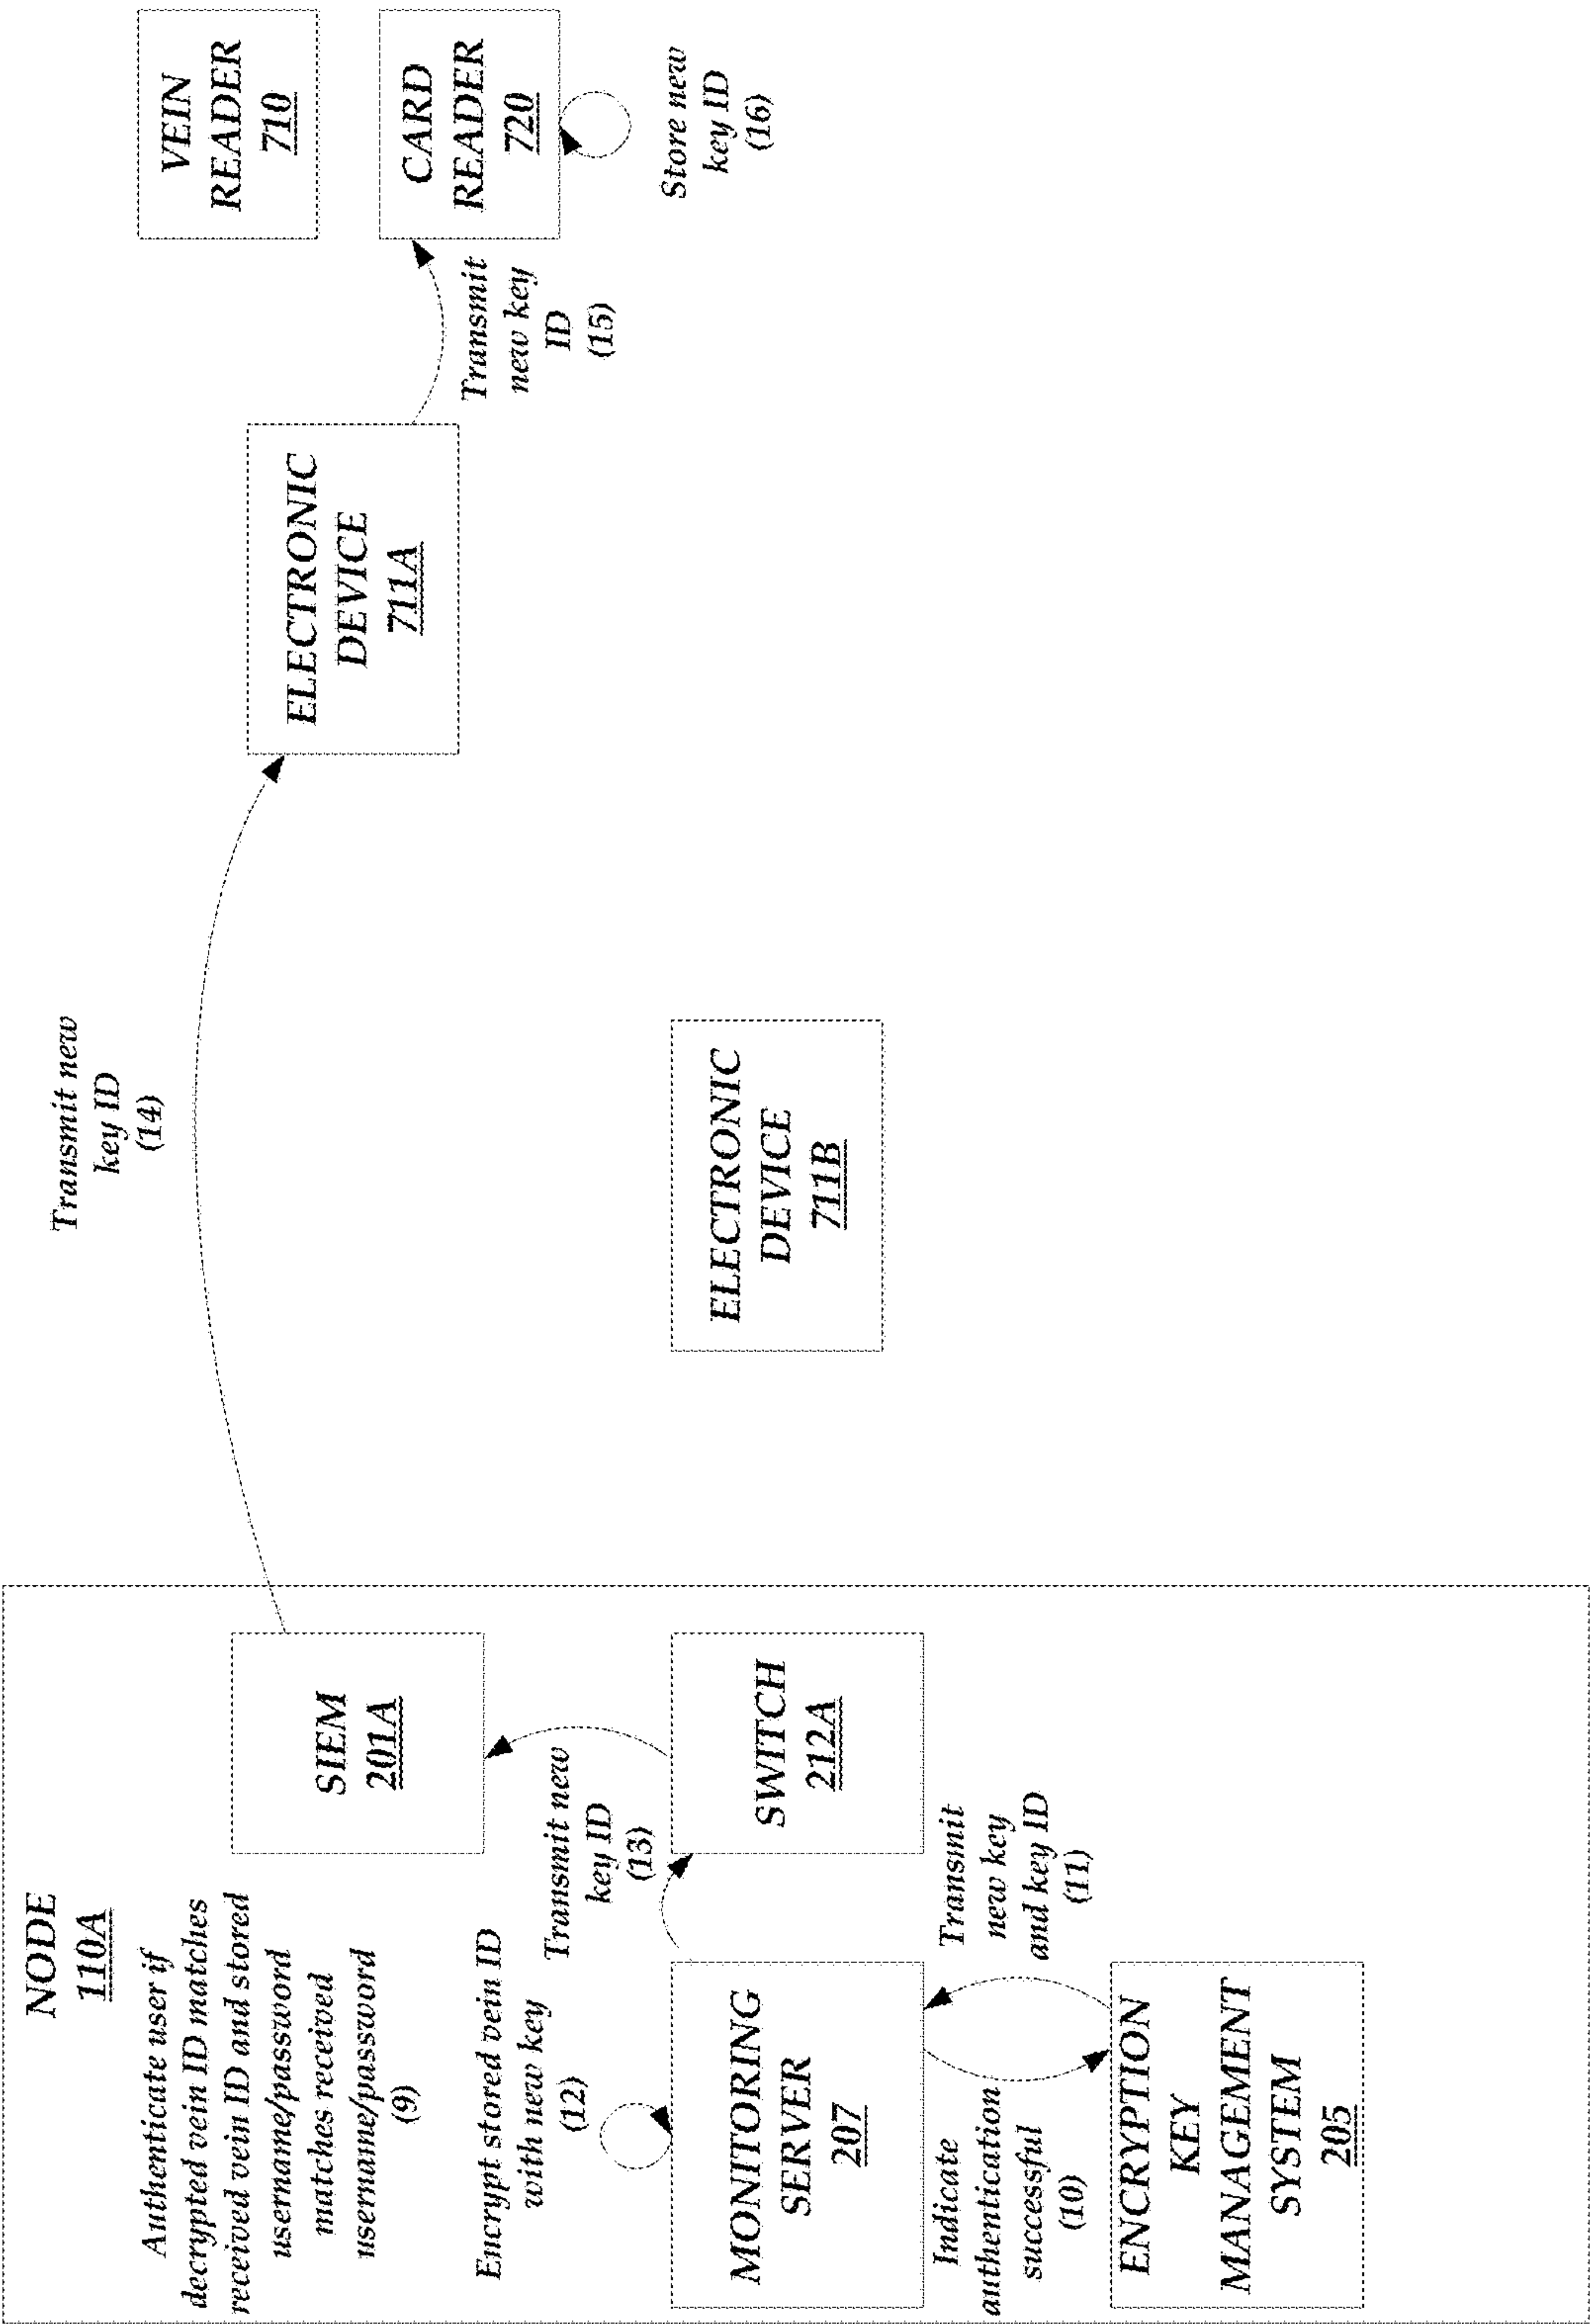 NODE
110A
Authenticate user if
decrypted vein ID matches
received vein ID and stored
username/password
matches received
username/password
(9)
Encrypt stored vein ID
with new key
(12)
MONITORING
SERVER
207
Indicate
authentication
successful
(10)
ENCRYPTION
KEY
MANAGEMENT
SYSTEM
205
Transmit
new key
and key ID
(11)
Transmit new
key ID
(13)
SIEM
201A
SWITCH
212A
Transmit new
key ID
(14)
ELECTRONIC
DEVICE
711B
ELECTRONIC
DEVICE
711A
Transmit
new key
ID
(15)
VEIN
READER
710
CARD
READER
720
Store new
key ID
(16)